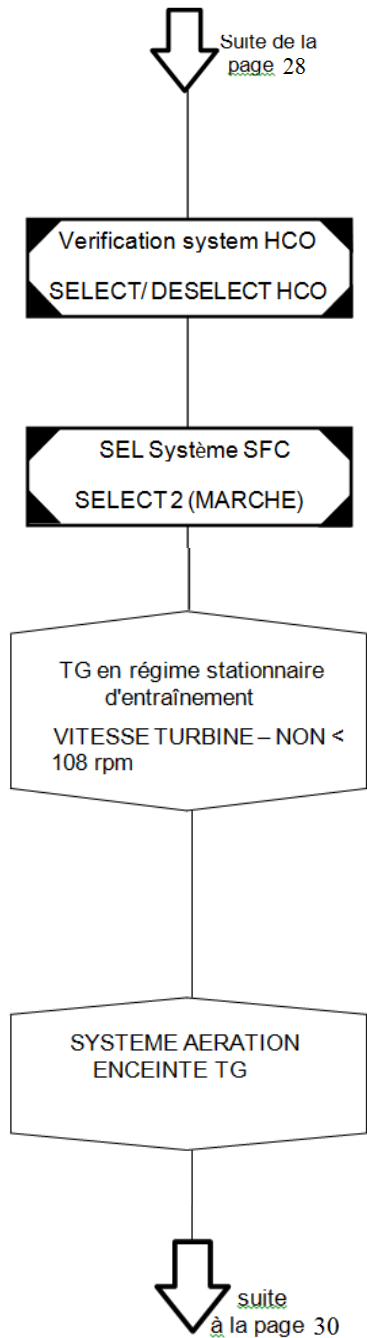 Suite de la
page 28
Verification system HCO
SELECT/ DESELECT HCO
SEL Système SFC
SELECT 2 (MARCHE)
TG en régime stationnaire
d'entraînement
VITESSE TURBINE – NON <
108 rpm
SYSTEME AERATION
ENCEINTE TG
suite
à la page 30